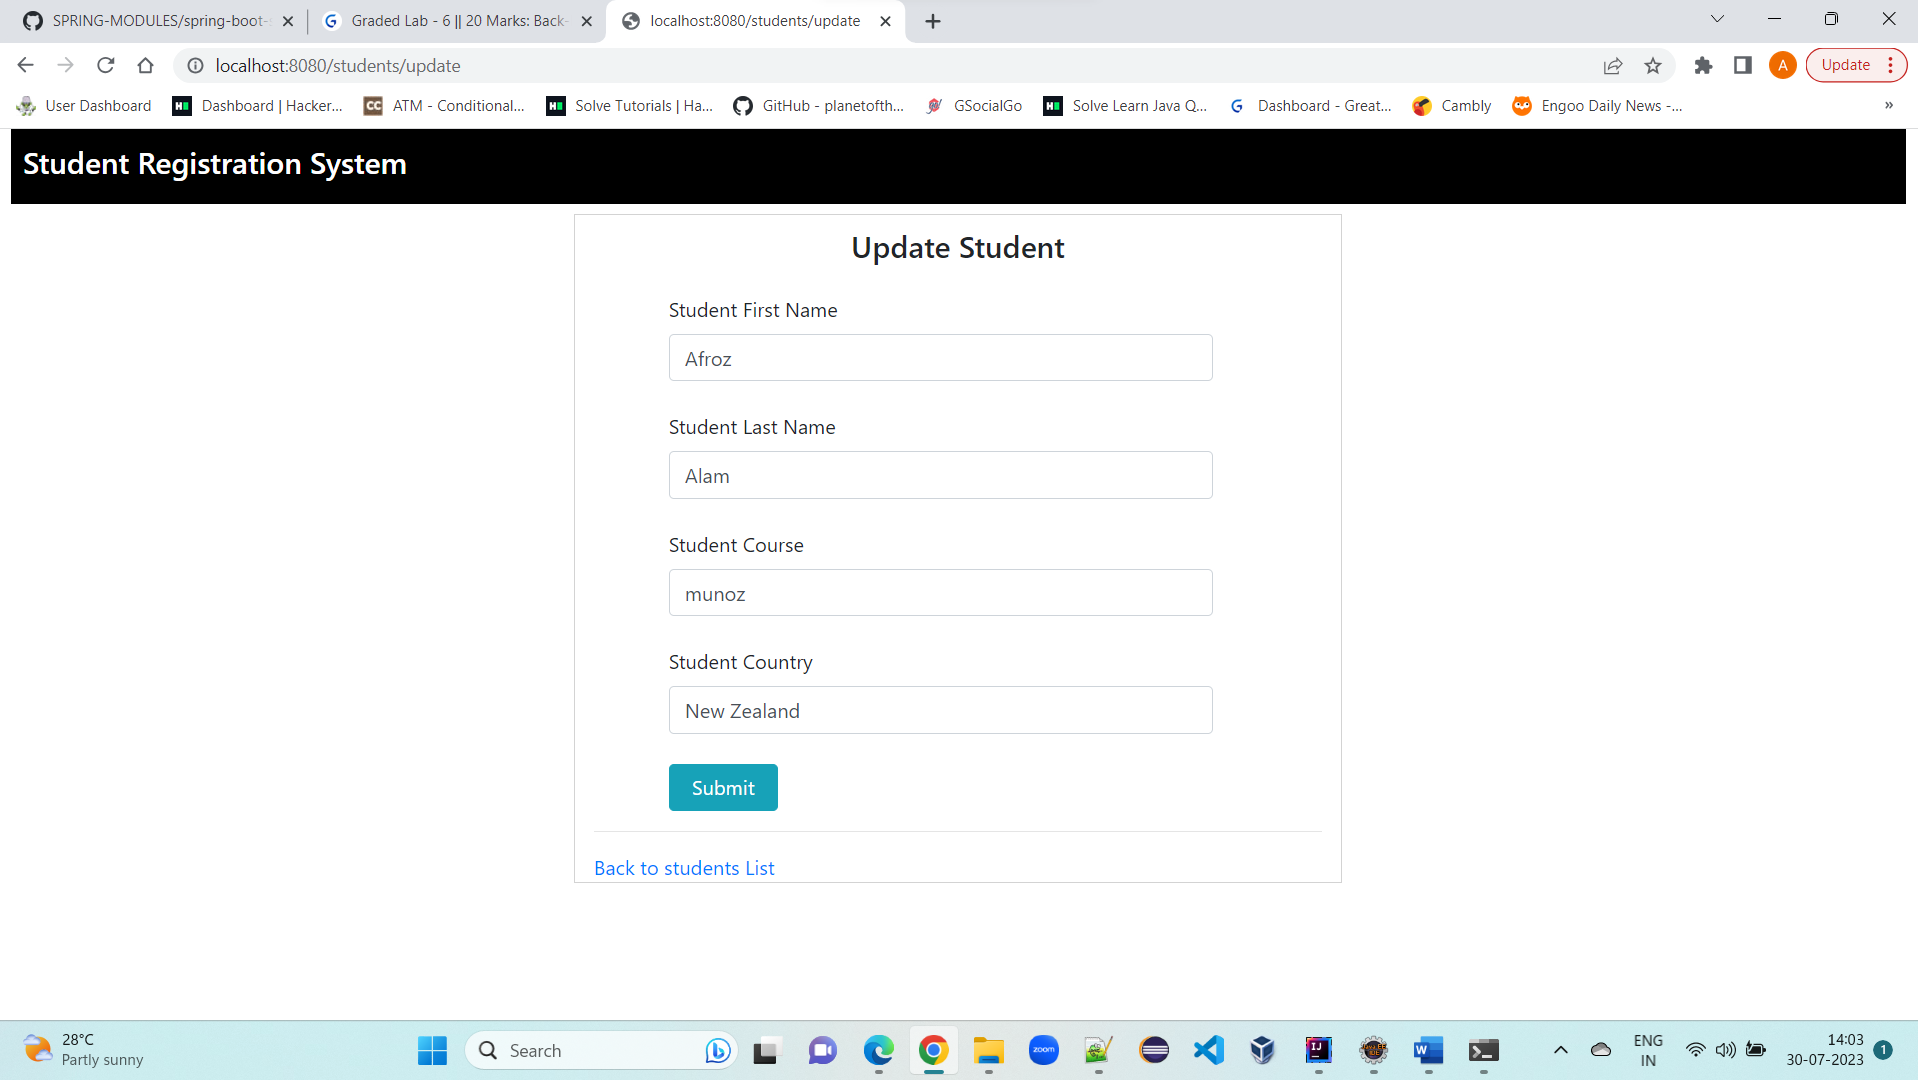 SPRING-MODULES/spring-boot-
Graded Lab - 6 || 20 Marks: Back-
localhost:8080/students/update
localhost:8080/students/update
A
Update
User Dashboard
Dashboard | Hacker...
CC
ATM - Conditional...
Solve Tutorials | Ha...
GitHub - planetofth...
GSocialGo
Solve Learn Java Q...
Dashboard - Great...
Cambly
Engoo Daily News -...
»
Student Registration System
Update Student
Student First Name
Afroz
Student Last Name
Alam
Student Course
munoz
Student Country
New Zealand
Submit
Back to students List
28°C
Partly sunny
Search
zoom
IJ
W
ENG
IN
14:03
30-07-2023
1